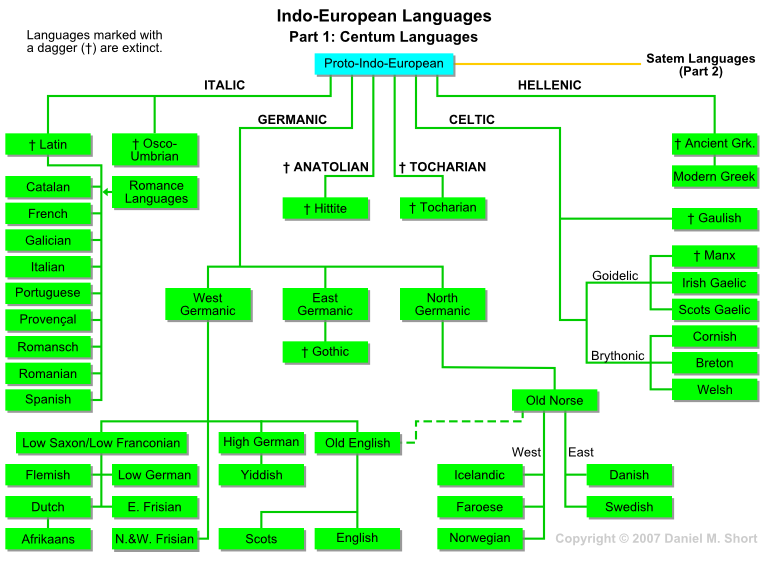 Indo-European Languages
Part 1: Centum Languages
Languages marked with
a dagger (†) are extinct.
Proto-Indo-European
Satem Languages
(Part 2)
ITALIC
HELLENIC
GERMANIC
CELTIC
† Latin
† Osco-
Umbrian
† Ancient Grk.
† ANATOLIAN
† TOCHARIAN
Modern Greek
Catalan
Romance
Languages
French
† Hittite
† Tocharian
† Gaulish
Galician
Italian
† Manx
Goidelic
Irish Gaelic
Portuguese
West
Germanic
East
Germanic
North
Germanic
Scots Gaelic
Provençal
Cornish
Romansch
† Gothic
Brythonic
Breton
Romanian
Welsh
Spanish
Old Norse
Low Saxon/Low Franconian
High German
Old English
West
East
Flemish
Low German
Yiddish
Icelandic
Danish
Dutch
E. Frisian
Faroese
Swedish
Afrikaans
N.&W. Frisian
Scots
English
Norwegian
Copyright © 2007 Daniel M. Short